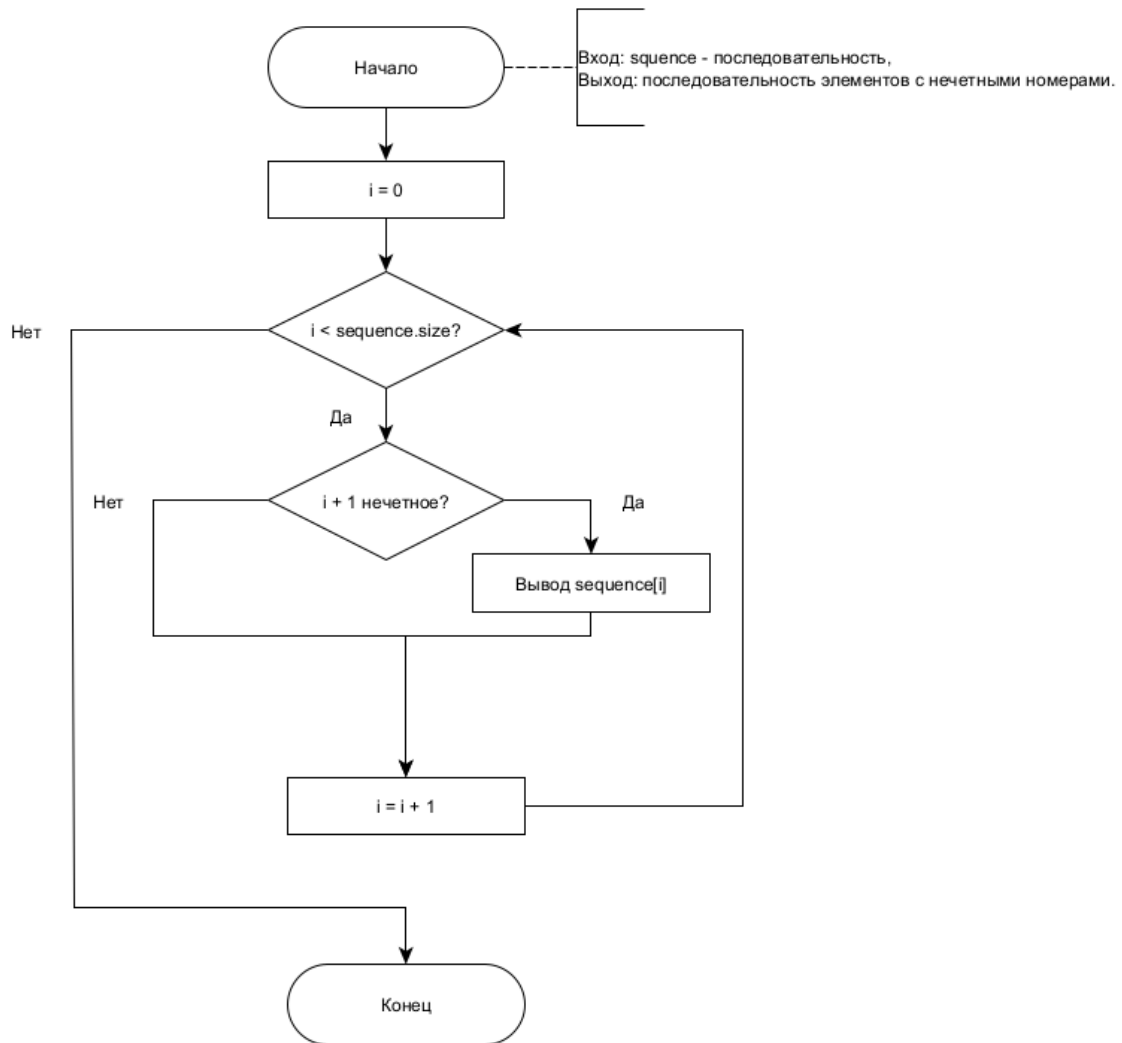 Начало
Вход: squence - последовательность,
Выход: последовательность элементов с нечетными номерами.
i = 0
Нет
i < sequence.size?
Да
Нет
i + 1 нечетное?
Да
Вывод sequence[i]
i = i + 1
Конец